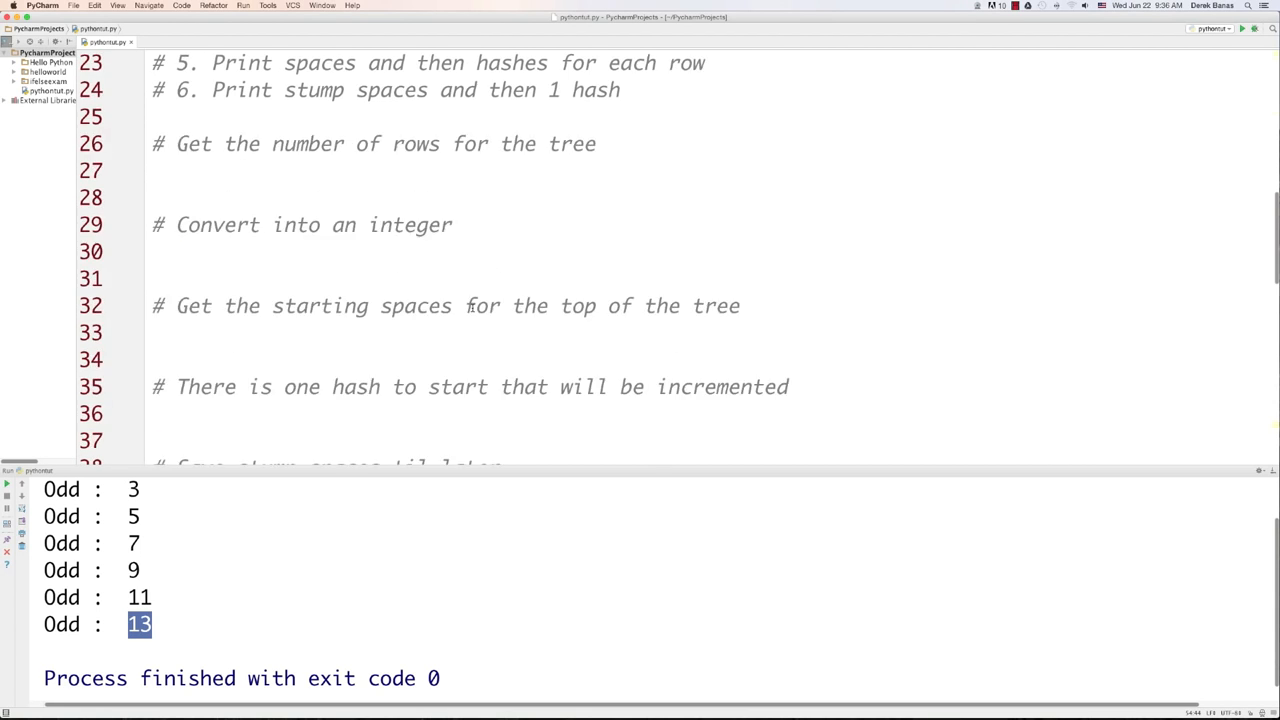 PyCharm File Edit View Navigate Code Refactor Run Tools VCS Window Help
10 Wed Jun 22 9:36 AM Derek Banas
pythontut.py - PycharmProjects - [~/PycharmProjects]
PycharmProjects pythontut.py
pythontut
pythontut.py
PycharmProject
Hello Python
helloworld
ifelseexam
pythontut.py
External Librarie
23 # 5. Print spaces and then hashes for each row
24 # 6. Print stump spaces and then 1 hash
25
26 # Get the number of rows for the tree
27
28
29 # Convert into an integer
30
31
32 # Get the starting spaces for the top of the tree
33
34
35 # There is one hash to start that will be incremented
36
37
Run pythontut
Odd : 3
Odd : 5
Odd : 7
Odd : 9
Odd : 11
Odd : 13
Process finished with exit code 0
54:44 LF UTF-8